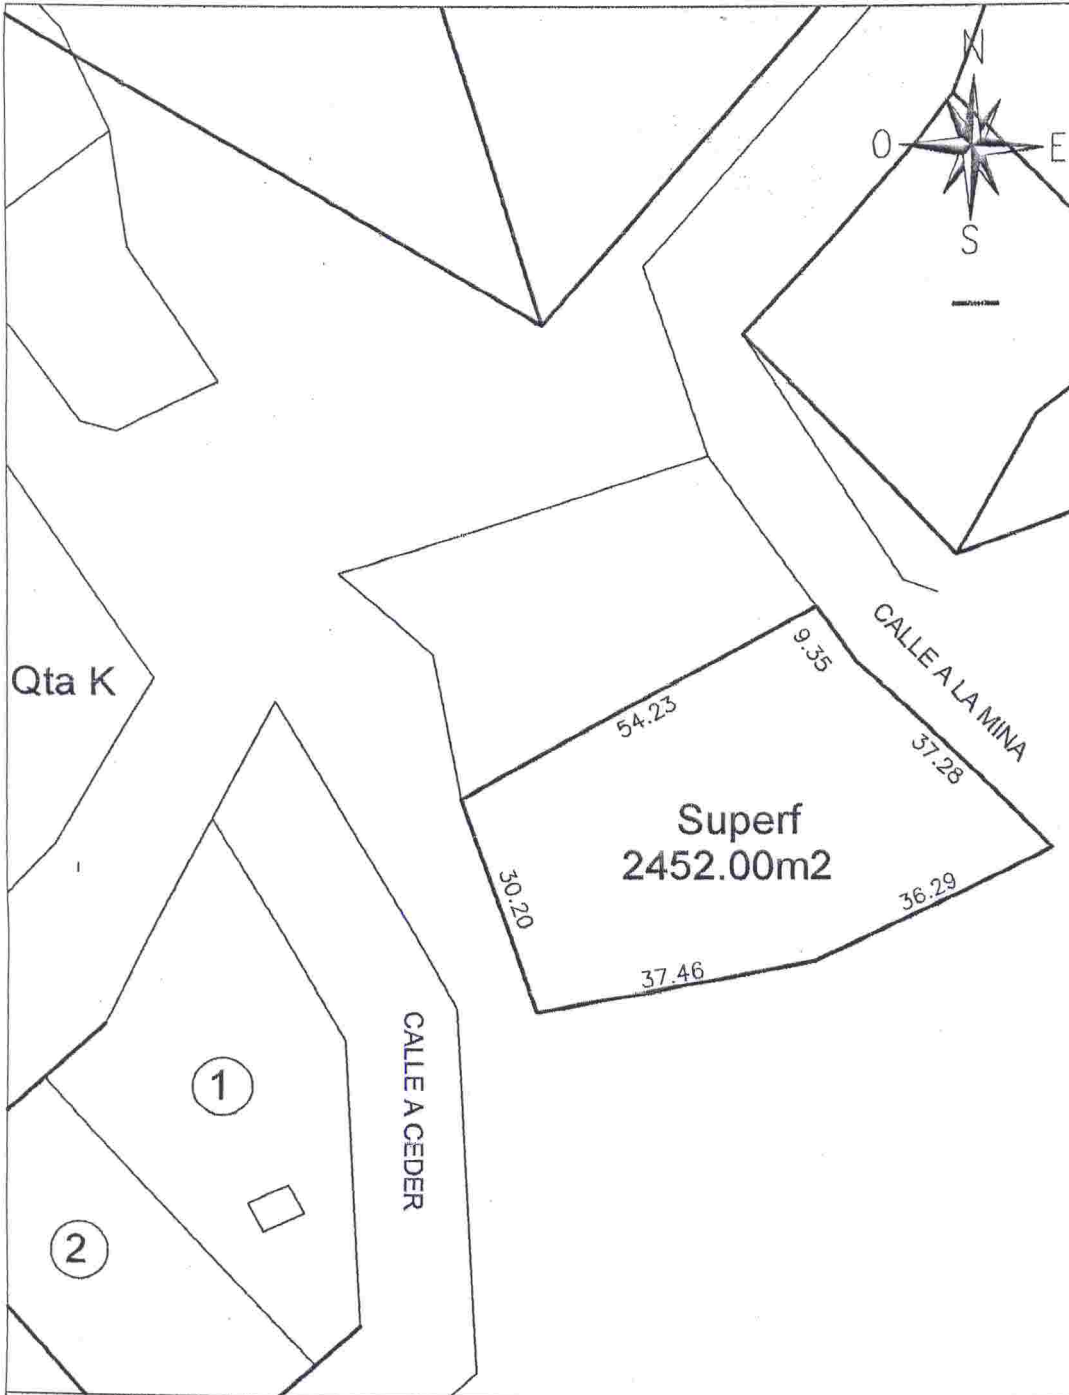 N
O
E
S
CALLE A LA MINA
9.35
54.23
37.28
Qta K
Superf
2452.00m2
30.20
36.29
37.46
CALLE A CEDER
1
2